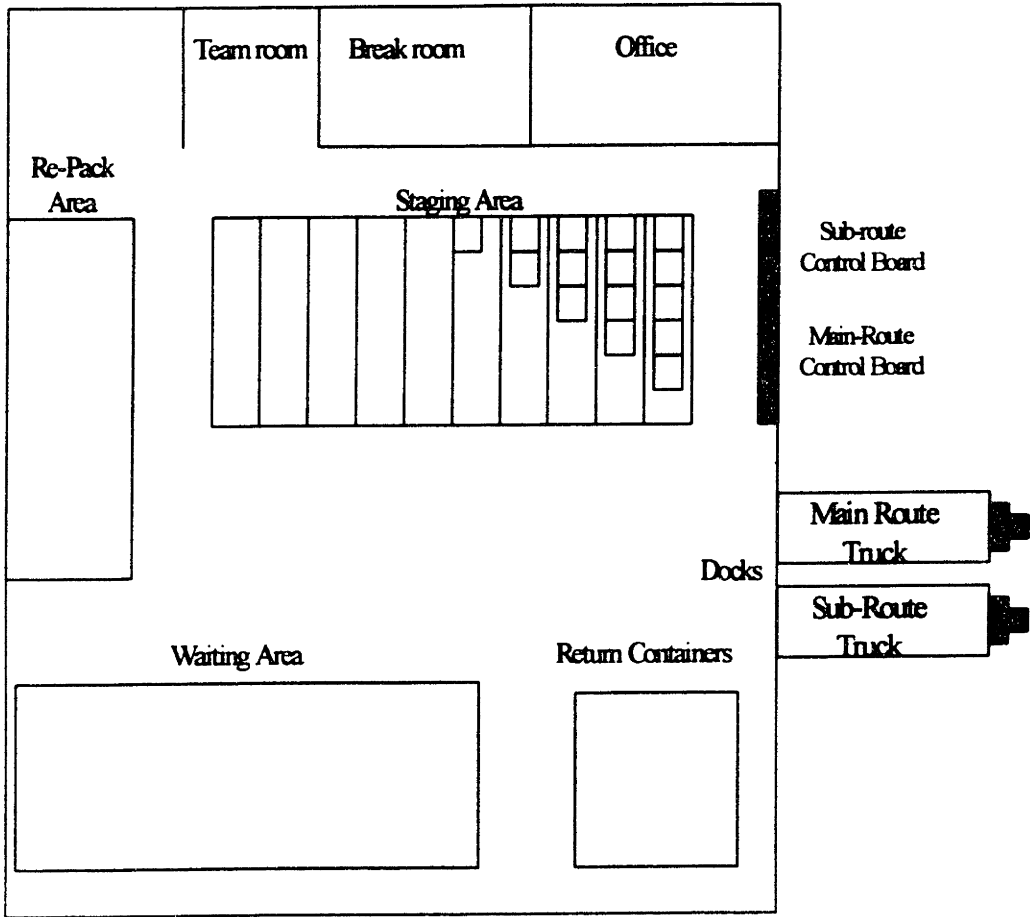 Team room
Break room
Office
Re-Pack
Area
Staging Area
Sub-route
Control Board
Main-Route
Control Board
Main Route
Truck
Docks
Sub-Route
Truck
Waiting Area
Return Containers